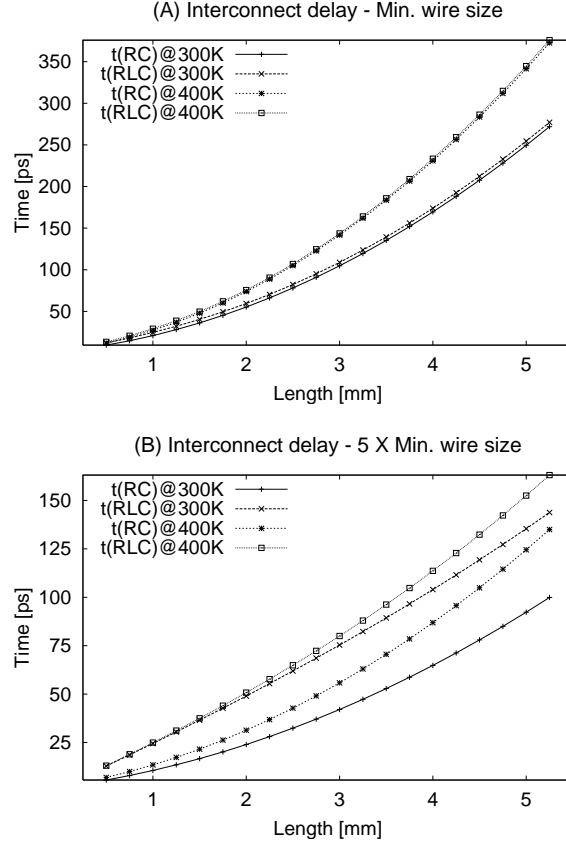 (A) Interconnect delay - Min. wire size
t(RC)@300K
t(RLC)@300K
t(RC)@400K
t(RLC)@400K
350
300
250
200
150
100
50
Time [ps]
1 2 3 4 5
Length [mm]
(B) Interconnect delay - 5 X Min. wire size
t(RC)@300K
t(RLC)@300K
t(RC)@400K
t(RLC)@400K
150
125
100
75
50
25
Time [ps]
1 2 3 4 5
Length [mm]